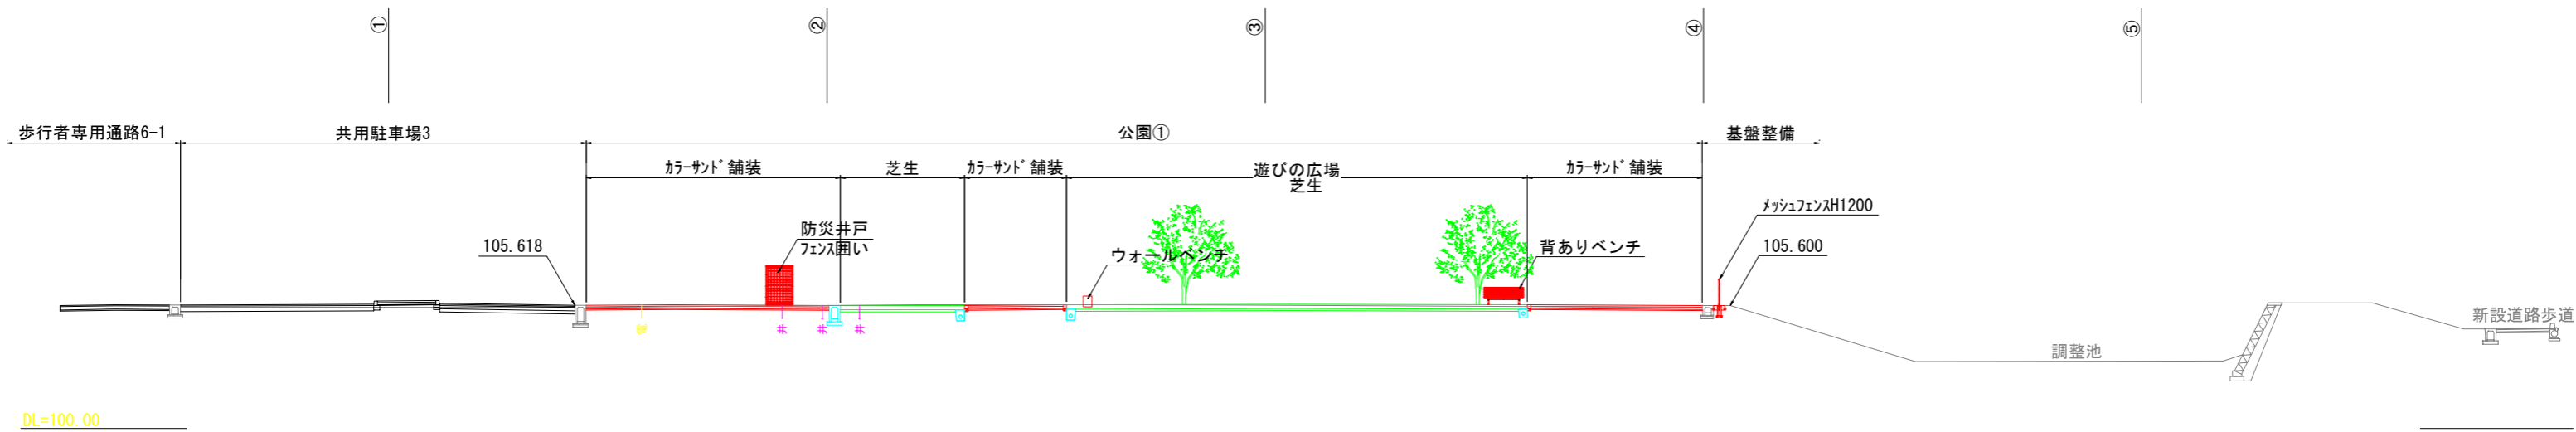 ①
②
③
④
⑤
歩行者専用通路6-1
共用駐車場3
公園①
基盤整備
ｶﾗｰｻﾝﾄﾞ舗装
芝生
ｶﾗｰｻﾝﾄﾞ舗装
遊びの広場
芝生
ｶﾗｰｻﾝﾄﾞ舗装
ﾒｯｼｭﾌｪﾝｽH1200
105.618
防災井戸
ﾌｪﾝｽ囲い
ウォールベンチ
背ありベンチ
105.600
井
井
井
新設道路歩道
調整池
DL=100.00